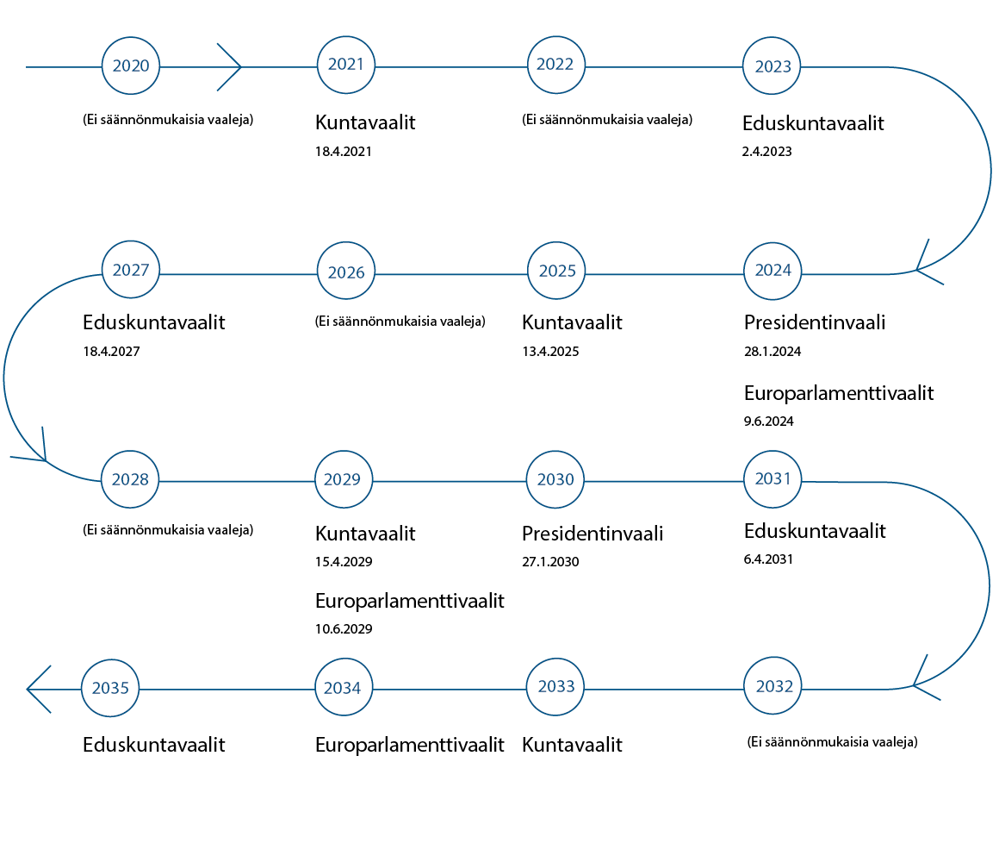 2020
(Ei säännönmukaisia vaaleja)
2021
Kuntavaalit
18.4.2021
2022
(Ei säännönmukaisia vaaleja)
2023
Eduskuntavaalit
2.4.2023
2024
Presidentinvaali
28.1.2024
Europarlamenttivaalit
9.6.2024
2025
Kuntavaalit
13.4.2025
2026
(Ei säännönmukaisia vaaleja)
2027
Eduskuntavaalit
18.4.2027
2028
(Ei säännönmukaisia vaaleja)
2029
Kuntavaalit
15.4.2029
Europarlamenttivaalit
10.6.2029
2030
Presidentinvaali
27.1.2030
2031
Eduskuntavaalit
6.4.2031
2032
(Ei säännönmukaisia vaaleja)
2033
Kuntavaalit
2034
Europarlamenttivaalit
2035
Eduskuntavaalit